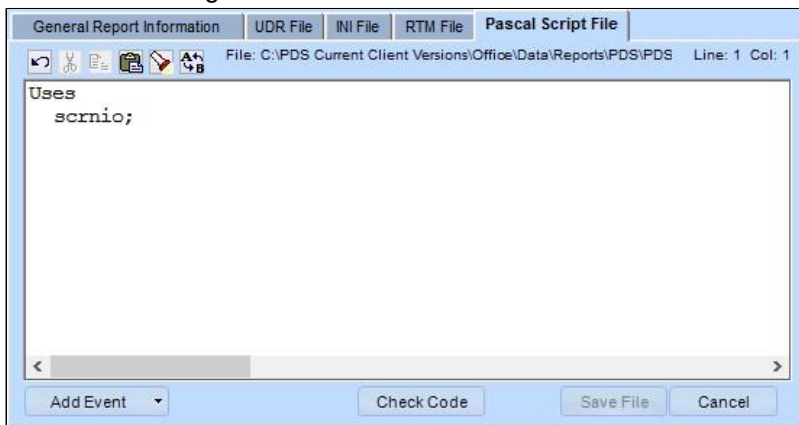 General Report Information UDR File INI File RTM File Pascal Script File
File: C:\PDS Current Client Versions\Office\Data\Reports\PDS\PDS Line: 1 Col: 1
Uses
scrnio;
Add Event Check Code Save File Cancel